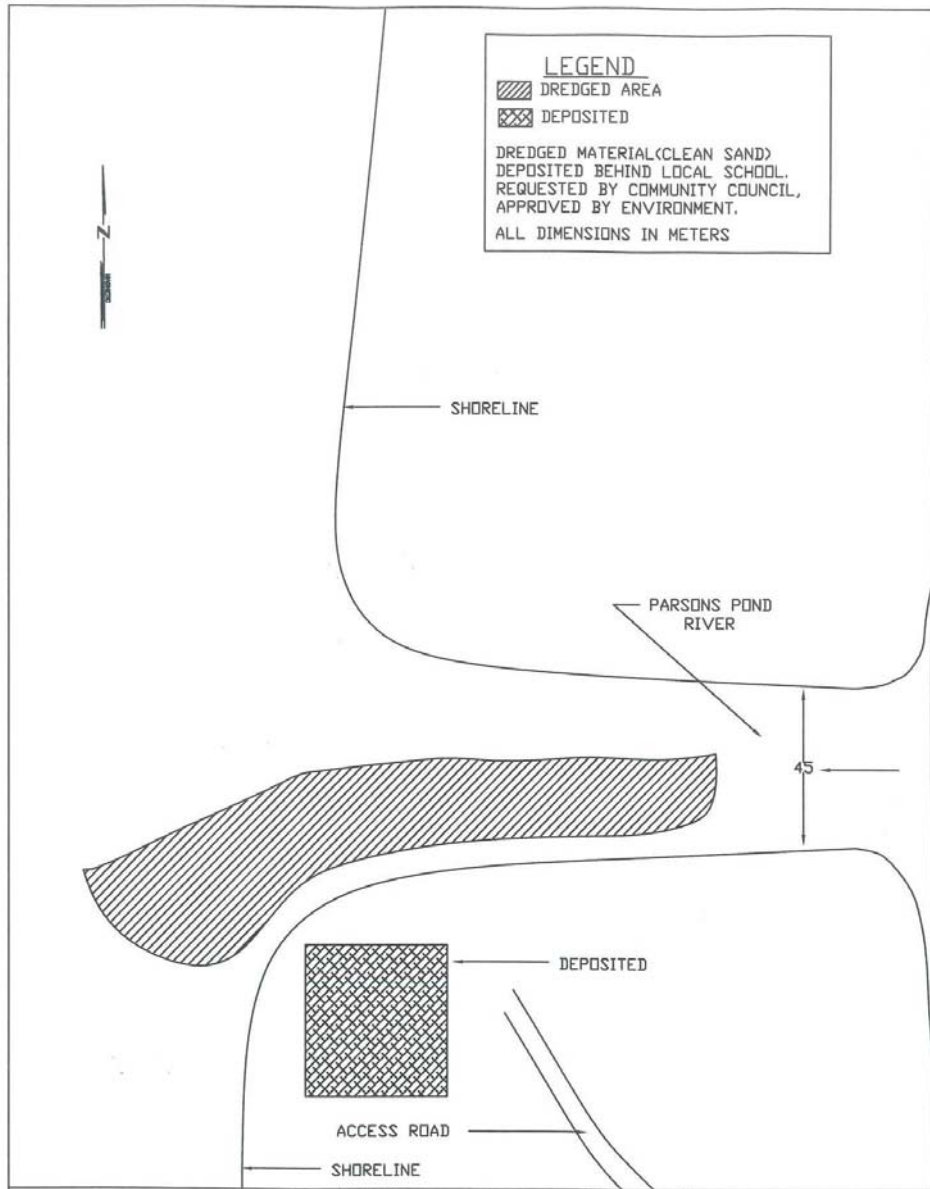 LEGEND
DREDGED AREA
DEPOSITED
DREDGED MATERIAL(CLEAN SAND)
DEPOSITED BEHIND LOCAL SCHOOL.
REQUESTED BY COMMUNITY COUNCIL,
APPROVED BY ENVIRONMENT.
ALL DIMENSIONS IN METERS
N
SHORELINE
PARSONS POND
RIVER
45
DEPOSITED
ACCESS ROAD
SHORELINE